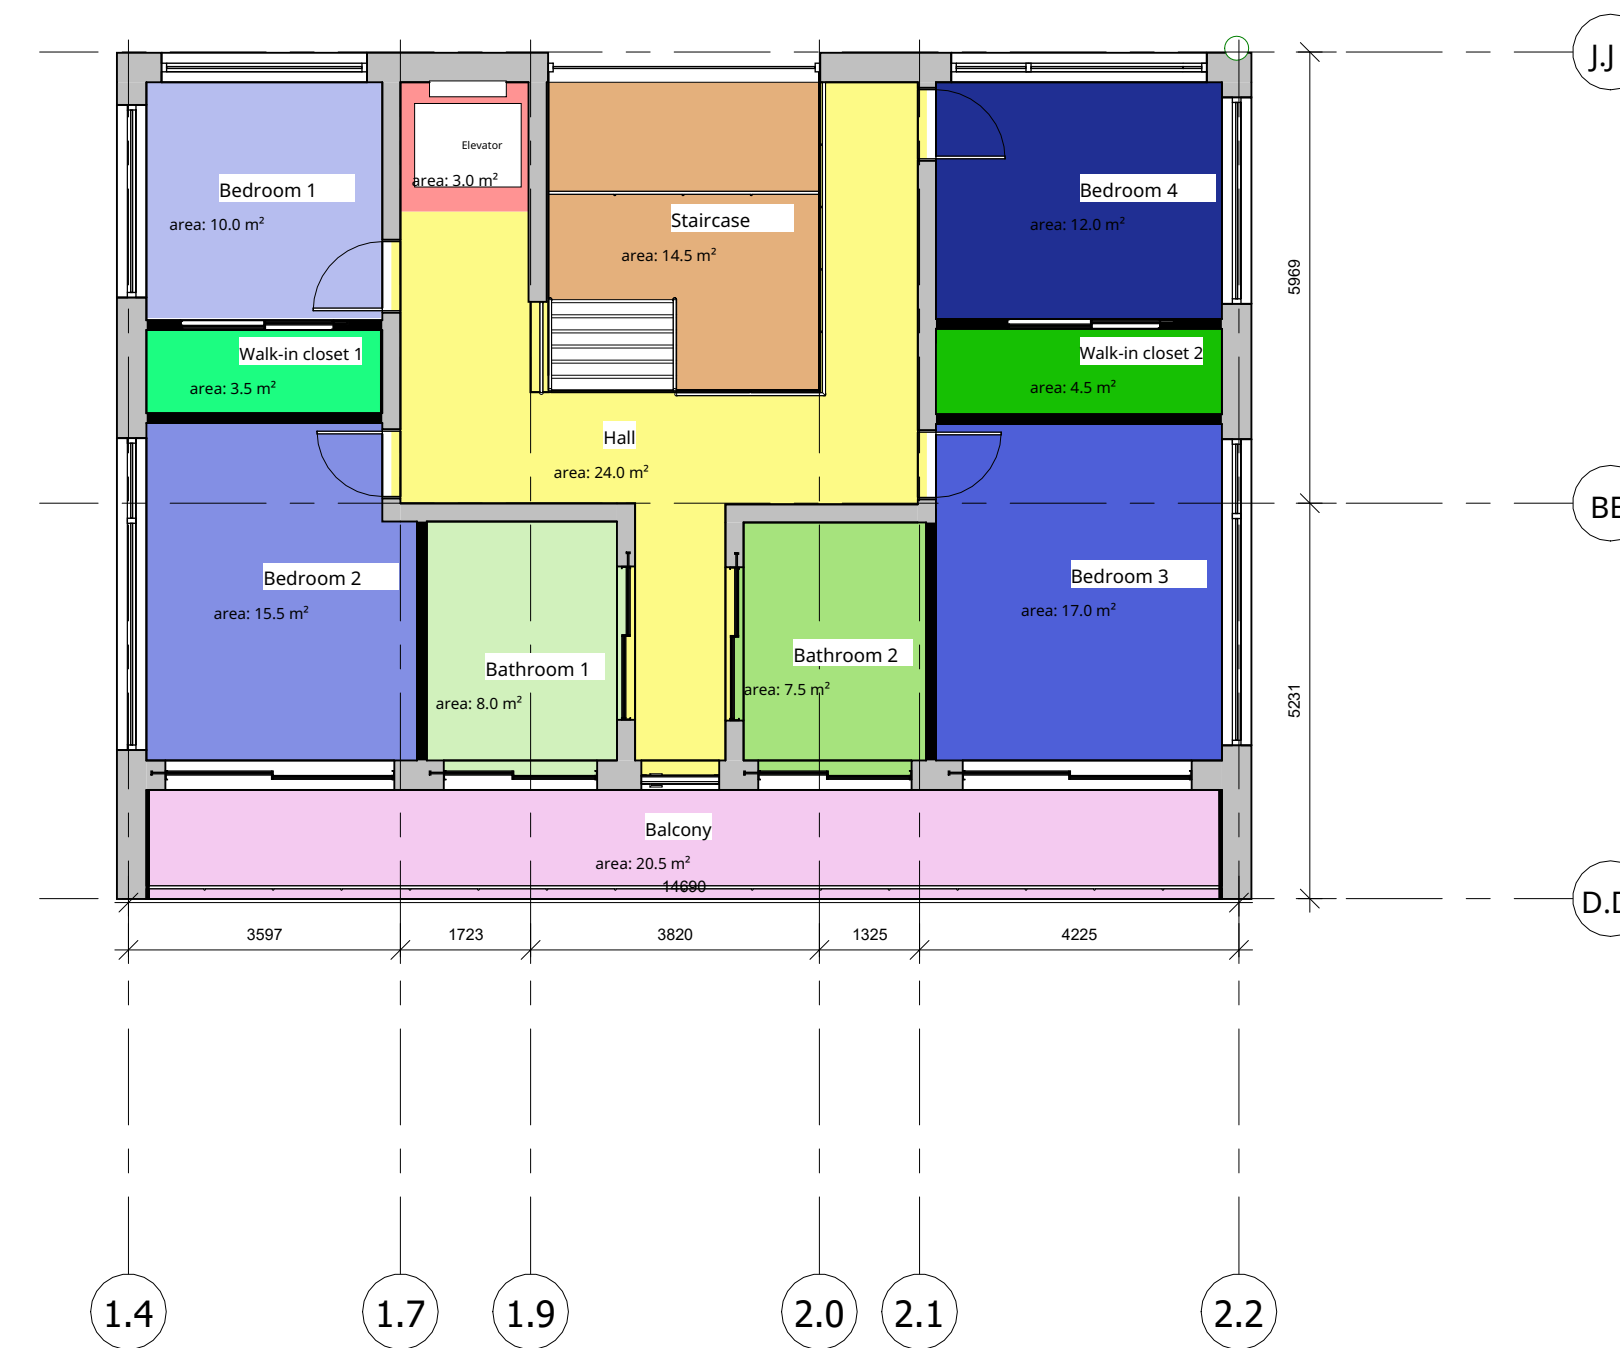 J.J
Elevator
area: 3.0 m²
Bedroom 1
area: 10.0 m²
Staircase
area: 14.5 m²
Bedroom 4
area: 12.0 m²
5969
Walk-in closet 1
area: 3.5 m²
Walk-in closet 2
area: 4.5 m²
Hall
area: 24.0 m²
BE
Bedroom 2
area: 15.5 m²
Bedroom 3
area: 17.0 m²
Bathroom 1
area: 8.0 m²
Bathroom 2
area: 7.5 m²
5231
Balcony
area: 20.5 m²
14690
D.D
3597
1723
3820
1325
4225
1.4
1.7
1.9
2.0
2.1
2.2